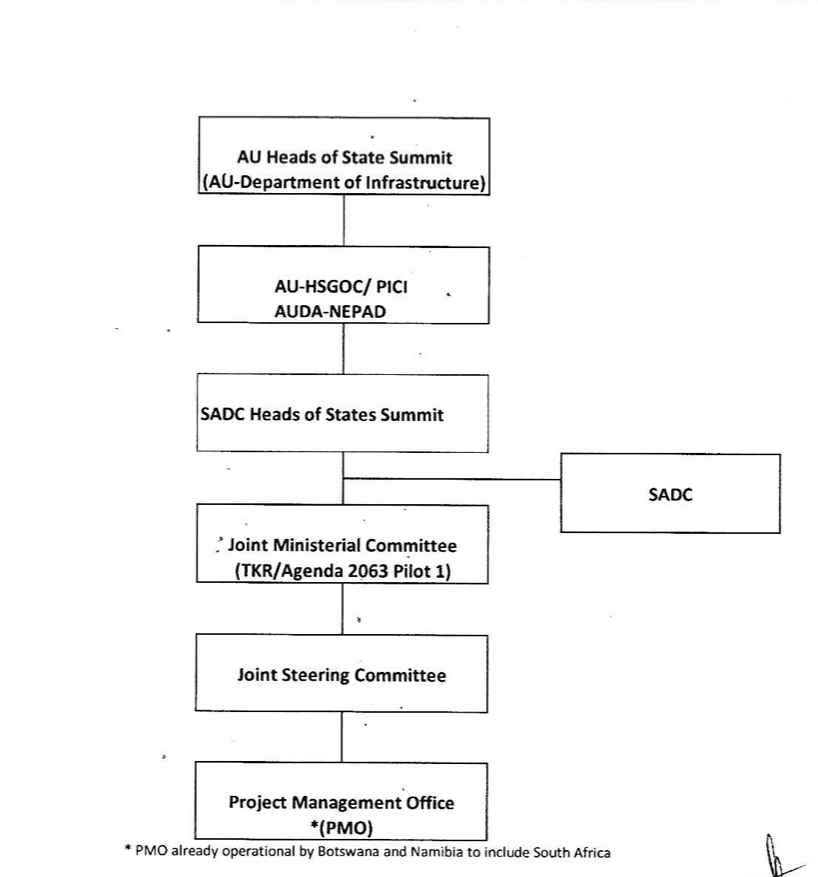 AU Heads of State Summit
(AU-Department of Infrastructure)
AU-HSGOC/ PICI
AUDA-NEPAD
SADC Heads of States Summit
SADC
Joint Ministerial Committee
(TKR/Agenda 2063 Pilot 1)
Joint Steering Committee
Project Management Office
*(PMO)
* PMO already operational by Botswana and Namibia to include South Africa